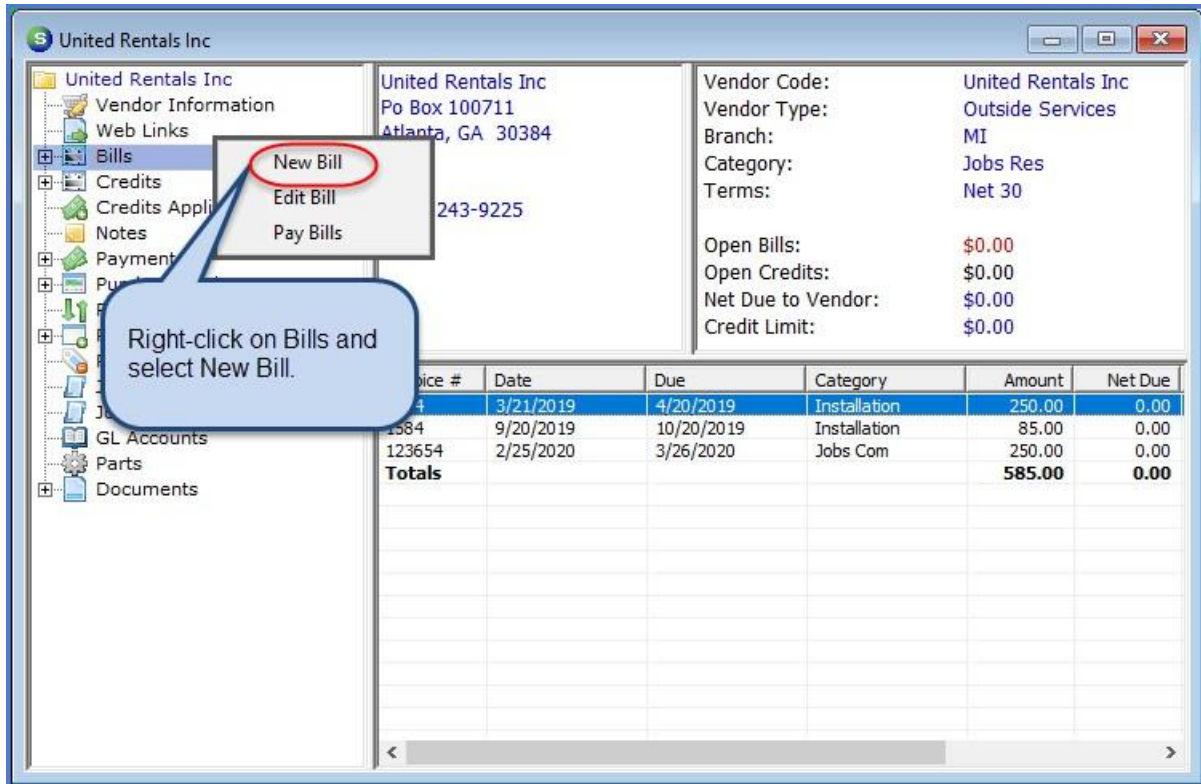 United Rentals Inc
United Rentals Inc
Vendor Information
Web Links
Bills
Credits
Credits Appli
Notes
Payment
GL Accounts
Parts
Documents
New Bill
Edit Bill
Pay Bills
Right-click on Bills and
select New Bill.
United Rentals Inc
Po Box 100711
Atlanta, GA 30384
243-9225
Vendor Code: United Rentals Inc
Vendor Type: Outside Services
Branch: MI
Category: Jobs Res
Terms: Net 30
Open Bills: $0.00
Open Credits: $0.00
Net Due to Vendor: $0.00
Credit Limit: $0.00
oice # Date Due Category Amount Net Due
4 3/21/2019 4/20/2019 Installation 250.00 0.00
1584 9/20/2019 10/20/2019 Installation 85.00 0.00
123654 2/25/2020 3/26/2020 Jobs Com 250.00 0.00
Totals 585.00 0.00